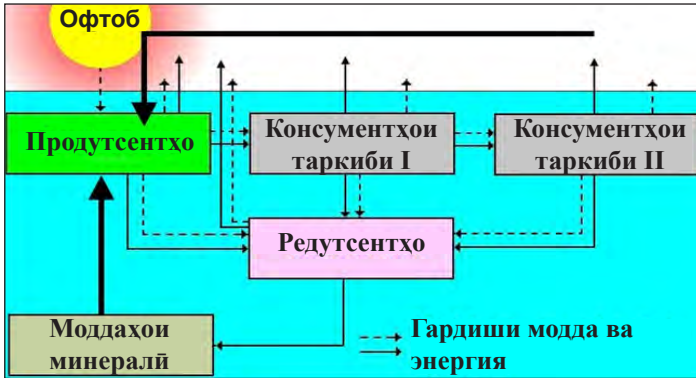 Офтоб
Продутсентҳо
Консументҳои
таркиби I
Консументҳои
таркиби II
Редутсентҳо
Моддаҳои
минералӣ
Гардиши модда ва
энергия